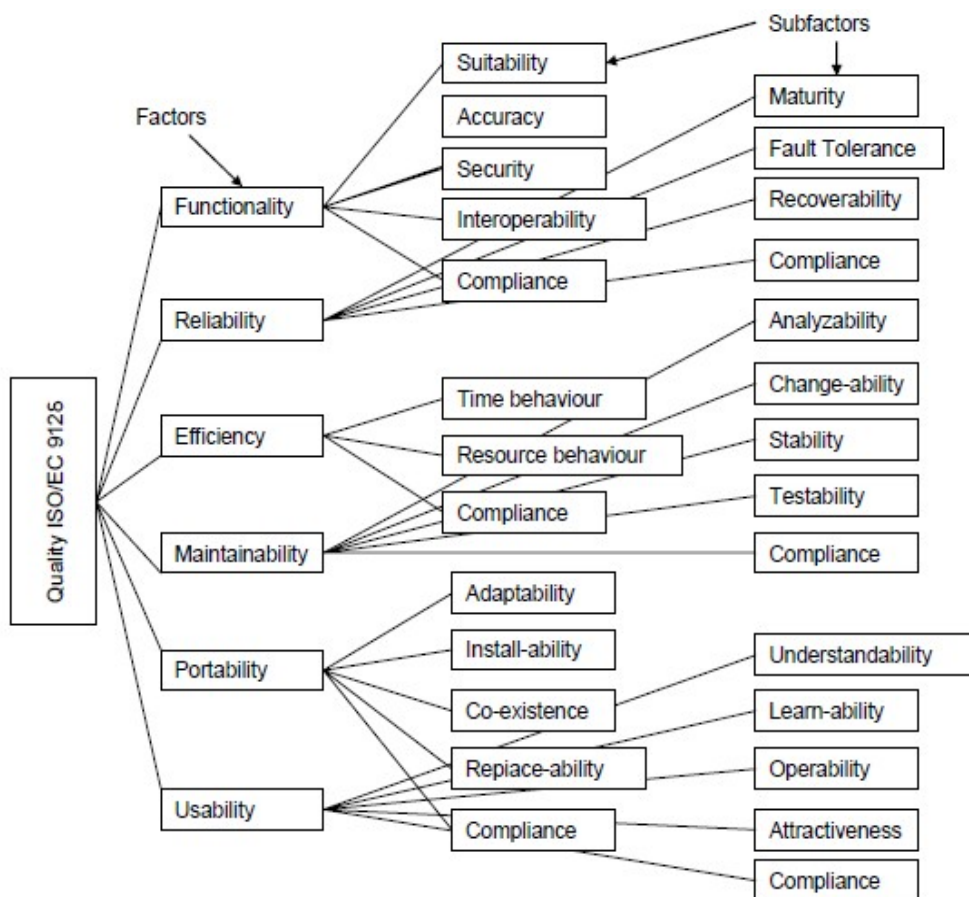 Subfactors
Factors
Quality ISO/EC 9126
Functionality
Reliability
Efficiency
Maintainability
Portability
Usability
Suitability
Accuracy
Security
Interoperability
Compliance
Time behaviour
Resource behaviour
Compliance
Adaptability
Install-ability
Co-existence
Repiace-ability
Compliance
Maturity
Fault Tolerance
Recoverability
Compliance
Analyzability
Change-ability
Stability
Testability
Compliance
Understandability
Learn-ability
Operability
Attractiveness
Compliance